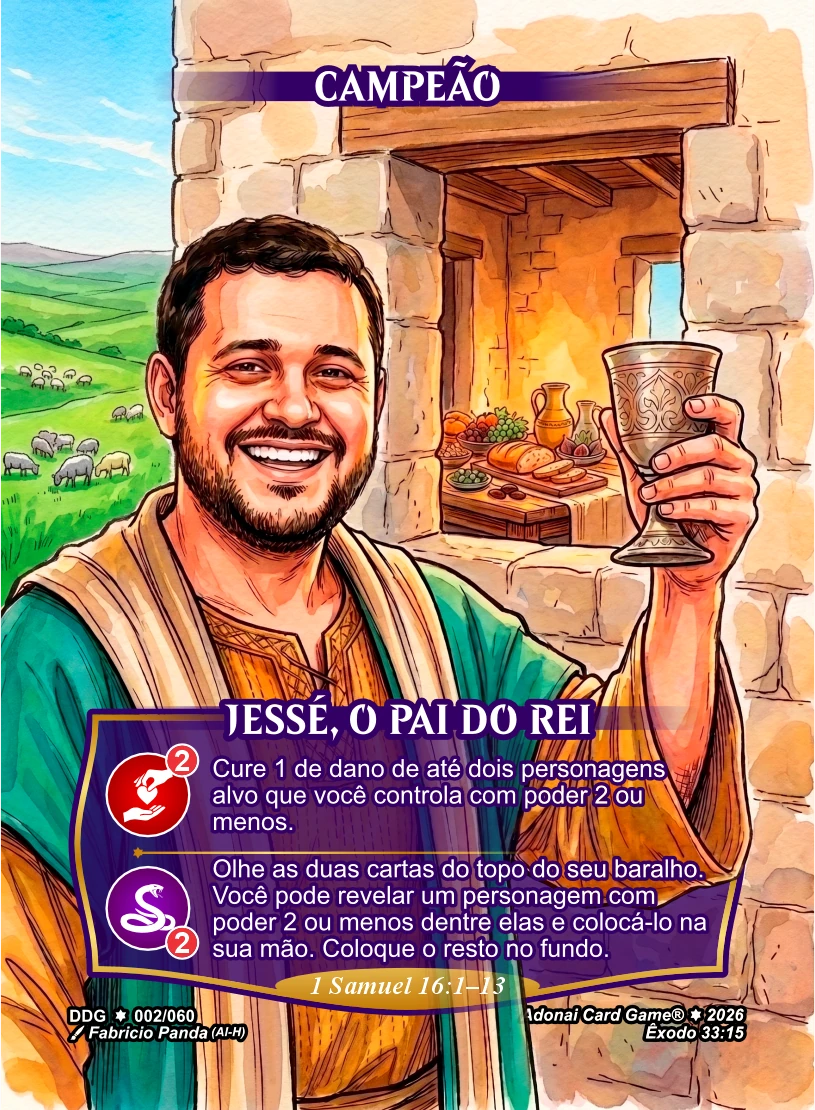 CAMPEÃO
JESSÉ, O PAI DO REI
2
Cure 1 de dano de até dois personagens
alvo que você controla com poder 2 ou
menos.
Olhe as duas cartas do topo do seu baralho.
Você pode revelar um personagem com
poder 2 ou menos dentre elas e colocá-lo na
sua mão. Coloque o resto no fundo.
2
1 Samuel 16:1–13
DDG ✸ 002/060
Fabricio Panda (AI-H)
Adonai Card Game® ✸ 2026
Êxodo 33:15